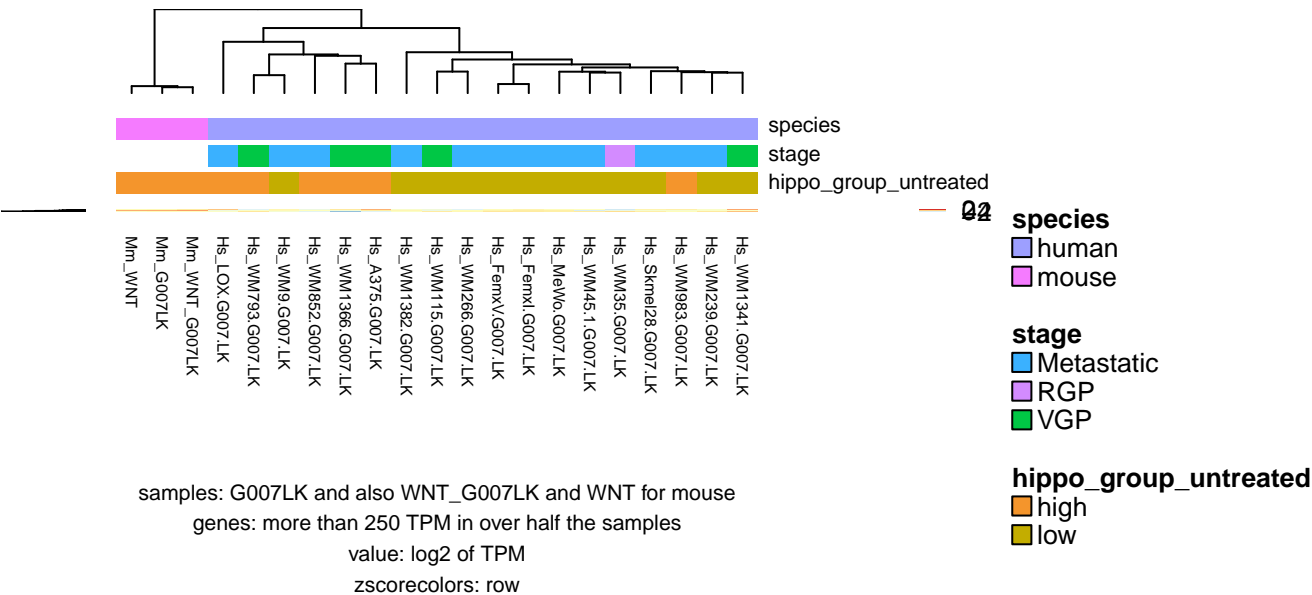 species
stage
hippo_group_untreated
Mm_WNT
Mm_G007LK
Mm_WNT_G007LK
Hs_LOX.G007.LK
Hs_WM793.G007.LK
Hs_WM9.G007.LK
Hs_WM852.G007.LK
Hs_WM1366.G007.LK
Hs_A375.G007.LK
Hs_WM1382.G007.LK
Hs_WM115.G007.LK
Hs_WM266.G007.LK
Hs_FemxV.G007.LK
Hs_FemxI.G007.LK
Hs_MeWo.G007.LK
Hs_WM45.1.G007.LK
Hs_WM35.G007.LK
Hs_Skmel28.G007.LK
Hs_WM983.G007.LK
Hs_WM239.G007.LK
Hs_WM1341.G007.LK
species
human
mouse
stage
Metastatic
RGP
VGP
hippo_group_untreated
high
low
samples: G007LK and also WNT_G007LK and WNT for mouse
genes: more than 250 TPM in over half the samples
value: log2 of TPM
zscorecolors: row